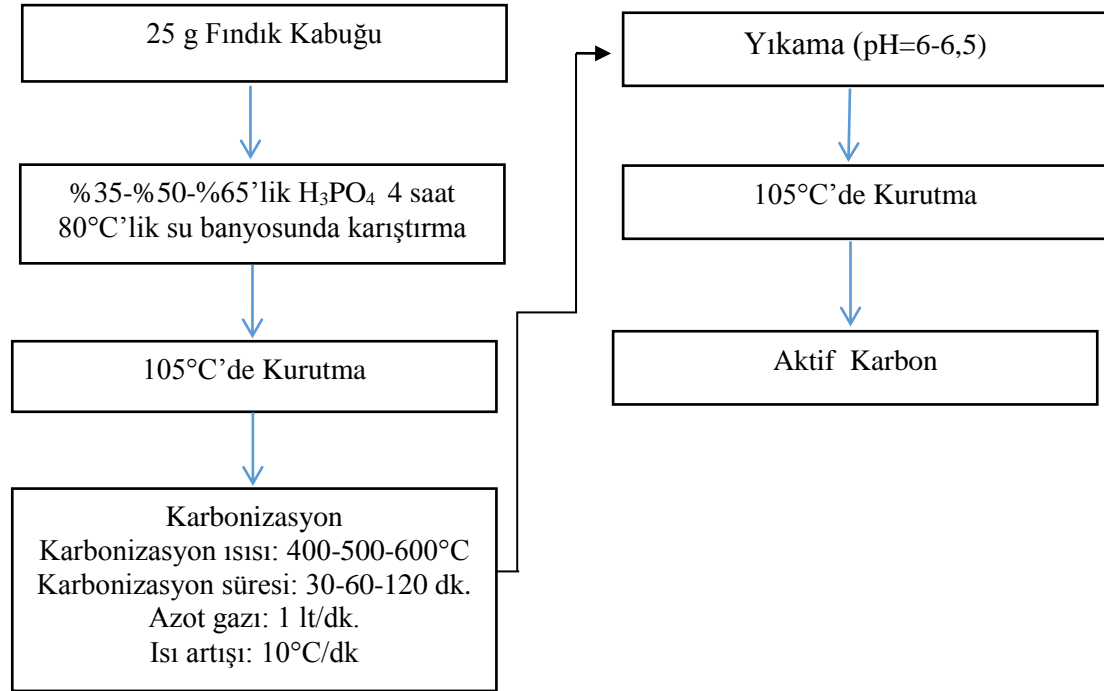 25 g Fındık Kabuğu
%35-%50-%65’lik H₃PO₄ 4 saat
80°C’lik su banyosunda karıştırma
105°C’de Kurutma
Karbonizasyon
Karbonizasyon ısısı: 400-500-600°C
Karbonizasyon süresi: 30-60-120 dk.
Azot gazı: 1 lt/dk.
Isı artışı: 10°C/dk
Yıkama (pH=6-6,5)
105°C’de Kurutma
Aktif Karbon